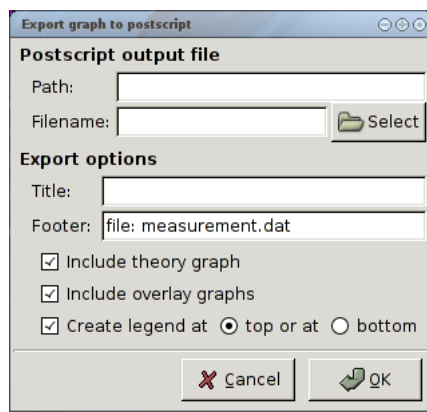 Export graph to postscript
Postscript output file
Path:
Filename: Select
Export options
Title:
Footer: file: measurement.dat
Include theory graph
Include overlay graphs
Create legend at top or at bottom
Cancel OK